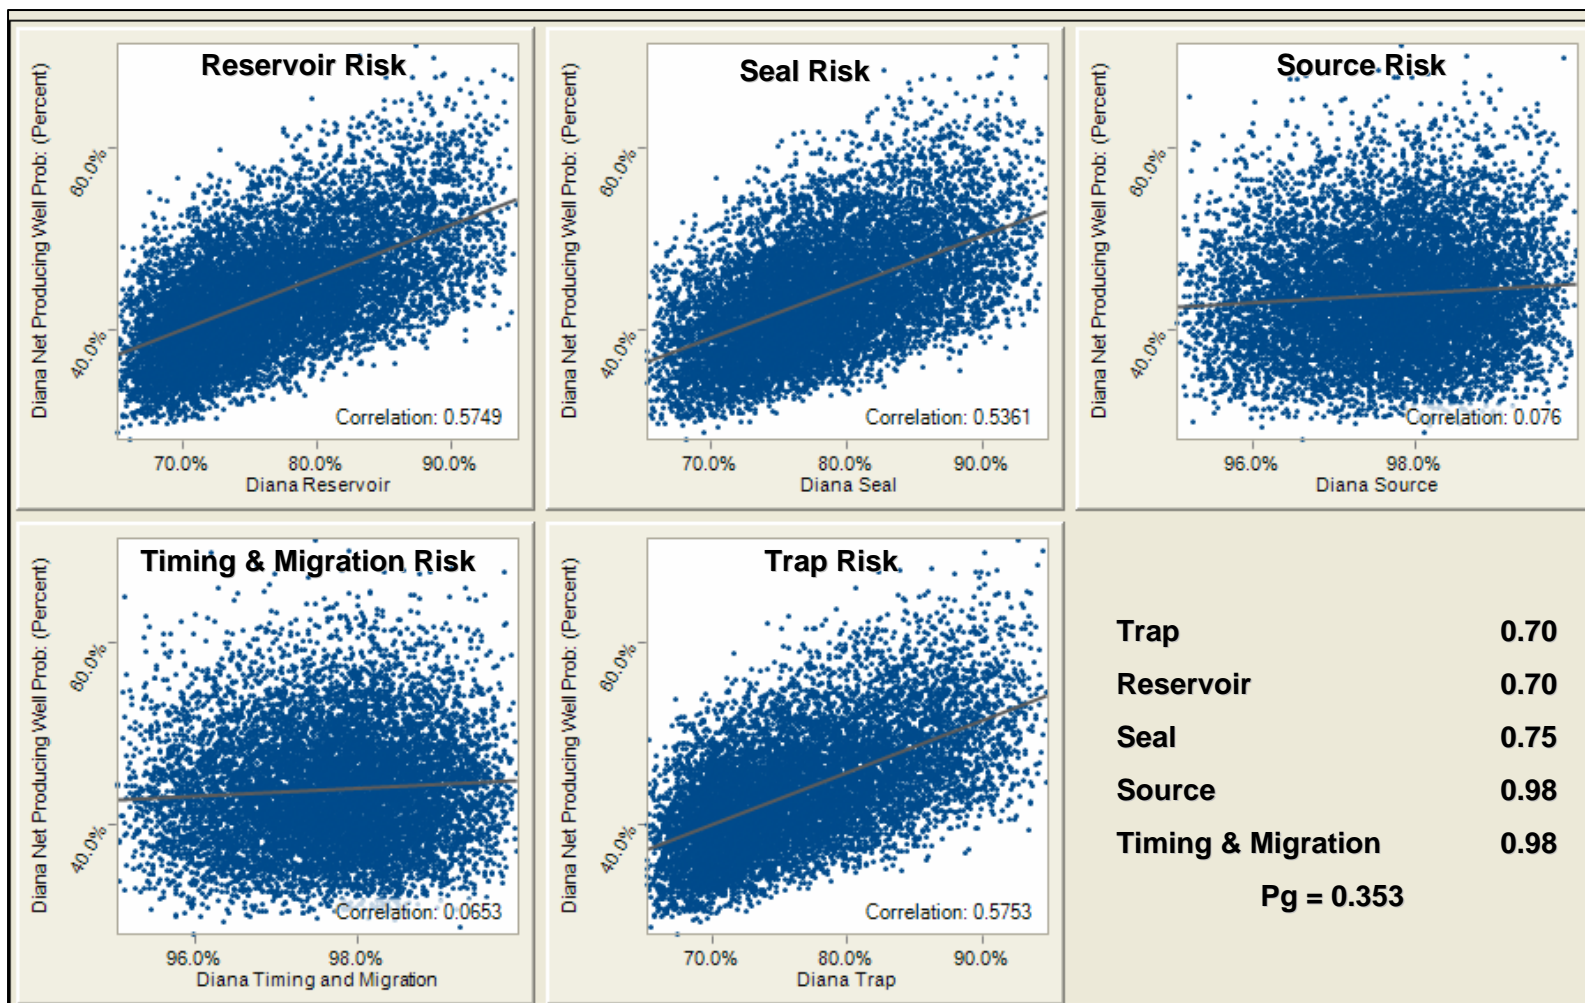 Reservoir Risk
Diana Net Producing Well Prob: (Percent)
60.0%
40.0%
Correlation: 0.5749
70.0% 80.0% 90.0%
Diana Reservoir
Seal Risk
Diana Net Producing Well Prob: (Percent)
60.0%
40.0%
Correlation: 0.5361
70.0% 80.0% 90.0%
Diana Seal
Source Risk
Diana Net Producing Well Prob: (Percent)
60.0%
40.0%
Correlation: 0.076
96.0% 98.0%
Diana Source
Timing & Migration Risk
Diana Net Producing Well Prob: (Percent)
60.0%
40.0%
Correlation: 0.0653
96.0% 98.0%
Diana Timing and Migration
Trap Risk
Diana Net Producing Well Prob: (Percent)
60.0%
40.0%
Correlation: 0.5753
70.0% 80.0% 90.0%
Diana Trap
Trap 0.70
Reservoir 0.70
Seal 0.75
Source 0.98
Timing & Migration 0.98
Pg = 0.353